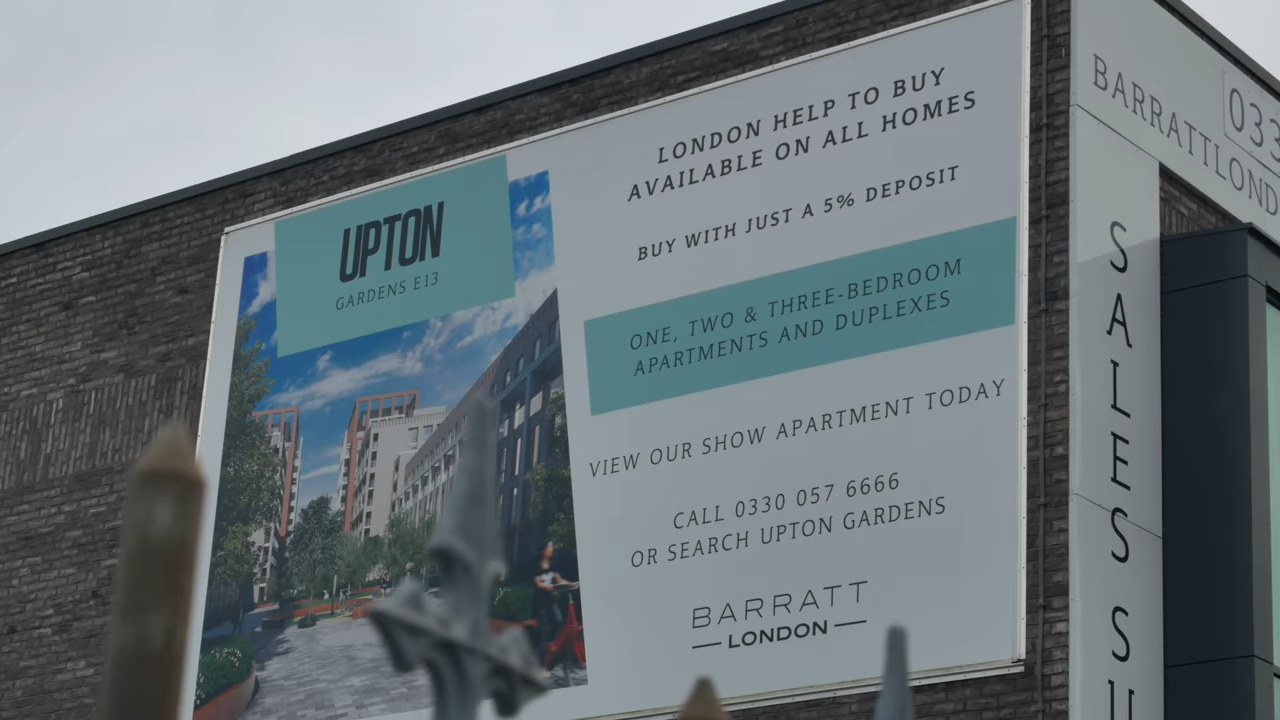 UPTON
GARDENS E13
LONDON HELP TO BUY
AVAILABLE ON ALL HOMES
BUY WITH JUST A 5% DEPOSIT
ONE, TWO & THREE-BEDROOM
APARTMENTS AND DUPLEXES
VIEW OUR SHOW APARTMENT TODAY
CALL 0330 057 6666
OR SEARCH UPTON GARDENS
BARRATT
LONDON
033
BARRATTLOND
SALES SU